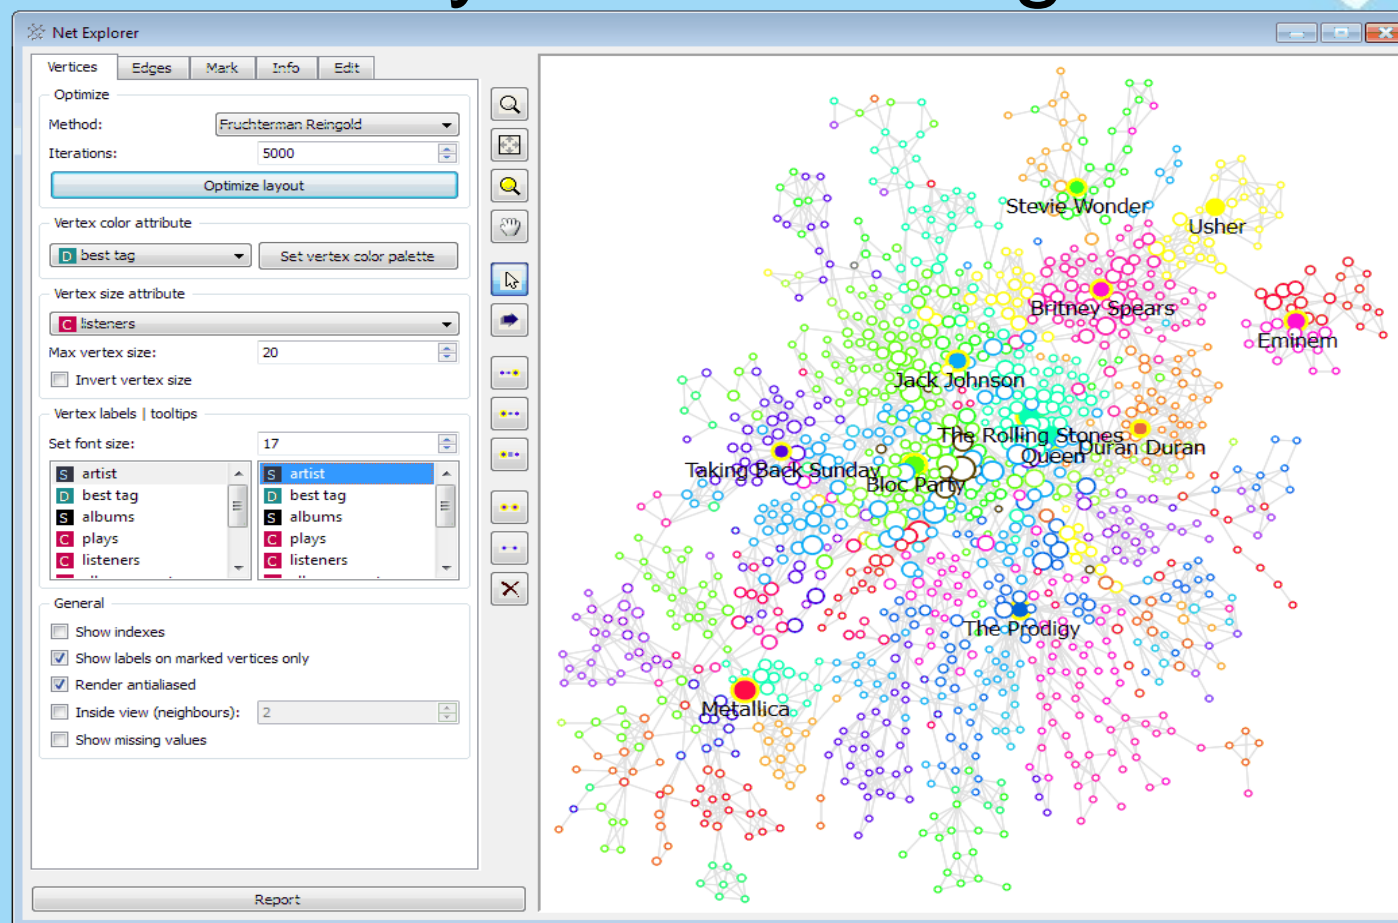 Net Explorer
Vertices Edges Mark Info Edit
Optimize
Method: Fruchterman Reingold
Iterations: 5000
Optimize layout
Vertex color attribute
D best tag Set vertex color palette
Vertex size attribute
C listeners
Max vertex size: 20
Invert vertex size
Vertex labels | tooltips
Set font size: 17
S artist S artist
D best tag D best tag
S albums S albums
C plays C plays
C listeners C listeners
General
Show indexes
Show labels on marked vertices only
Render antialiased
Inside view (neighbours): 2
Show missing values
Report
Stevie Wonder
Usher
Britney Spears
Eminem
Jack Johnson
The Rolling Stones
Duran Duran
Queen
Taking Back Sunday
Bloc Party
The Prodigy
Metallica